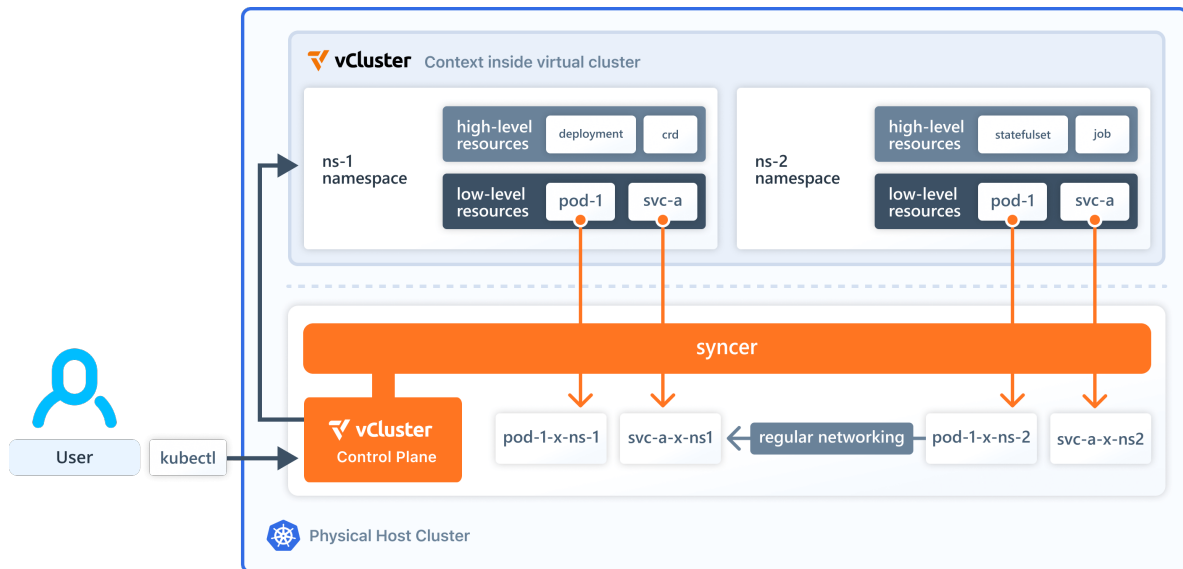 vCluster Context inside virtual cluster
ns-1
namespace
high-level
resources
deployment
crd
low-level
resources
pod-1
svc-a
ns-2
namespace
high-level
resources
statefulset
job
low-level
resources
pod-1
svc-a
syncer
vCluster
Control Plane
pod-1-x-ns-1
svc-a-x-ns1
regular networking
pod-1-x-ns-2
svc-a-x-ns2
User
kubectl
Physical Host Cluster